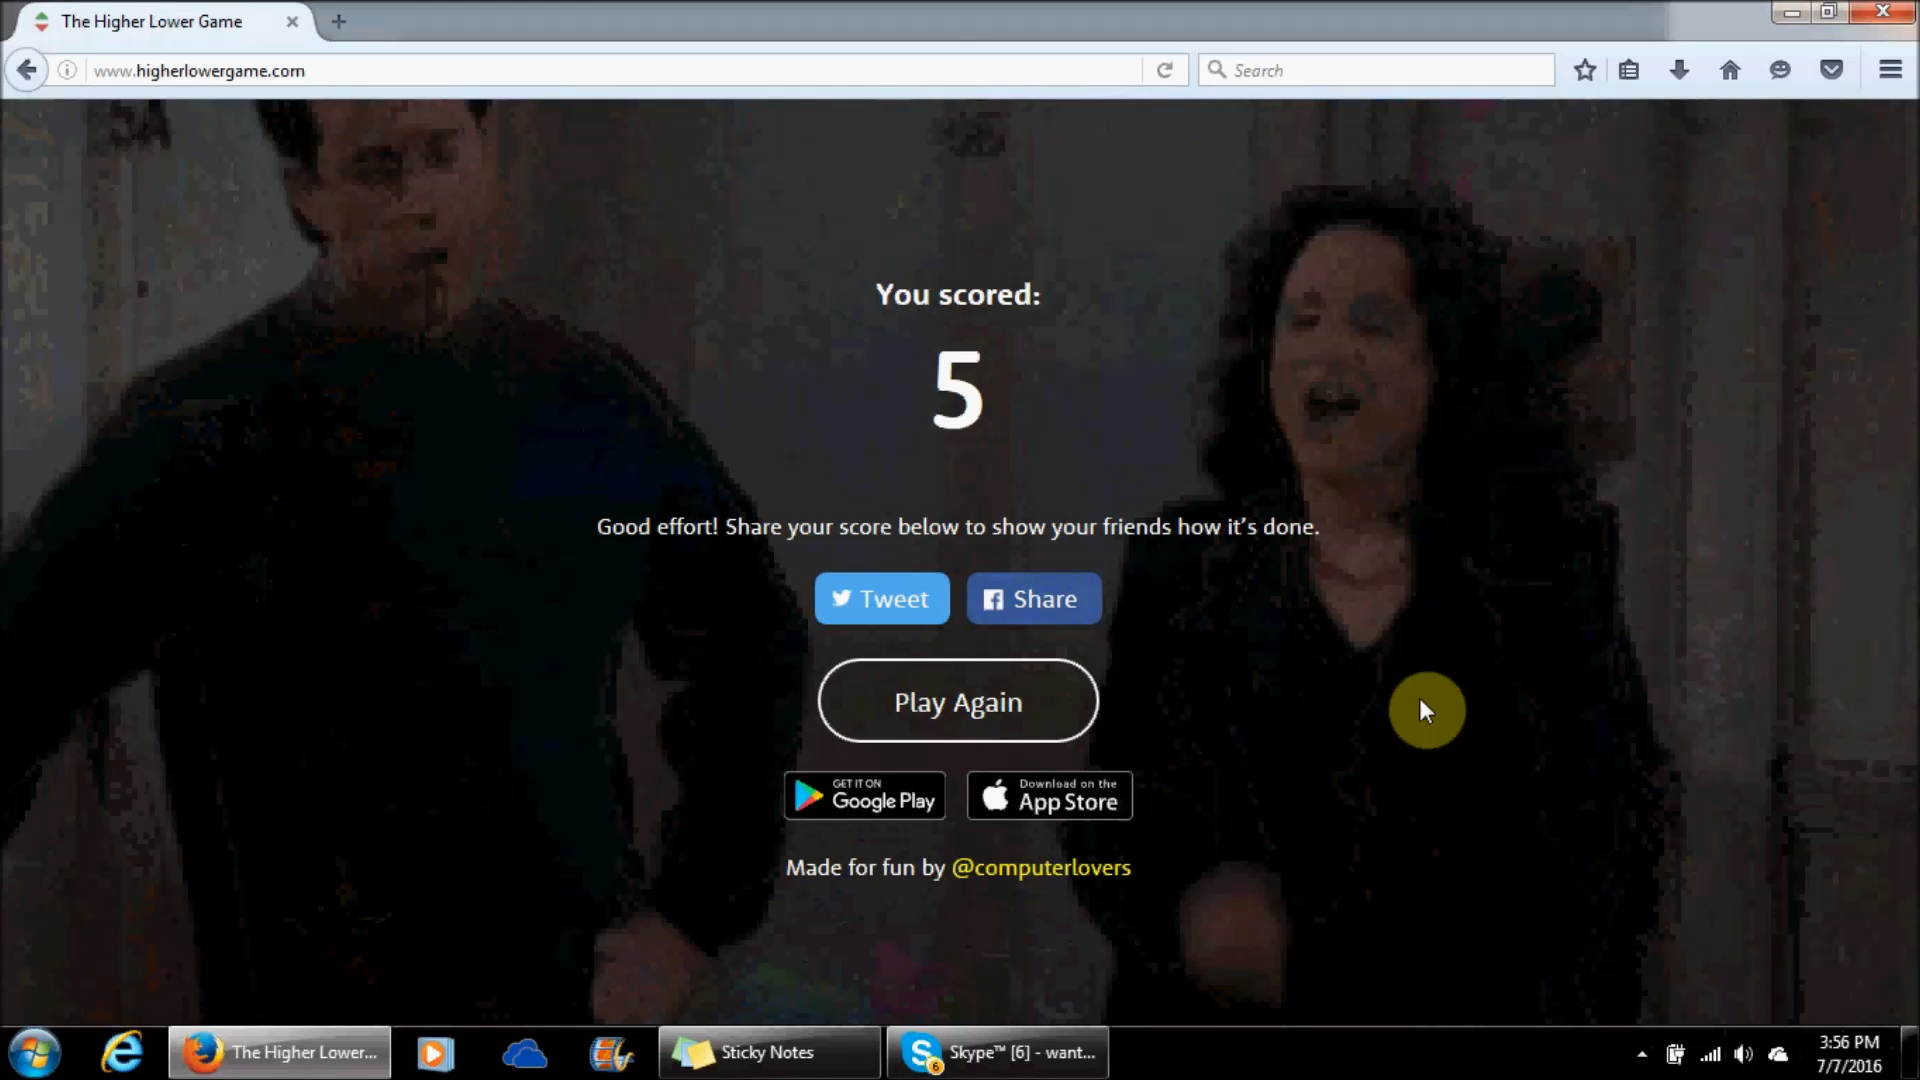 The Higher Lower Game
www.higherlowergame.com
Search
You scored:
5
Good effort! Share your score below to show your friends how it's done.
Tweet
Share
Play Again
GET IT ON
Google Play
Download on the
App Store
Made for fun by @computerlovers
The Higher Lower...
Sticky Notes
6
Skype™ [6] - want...
3:56 PM
7/7/2016